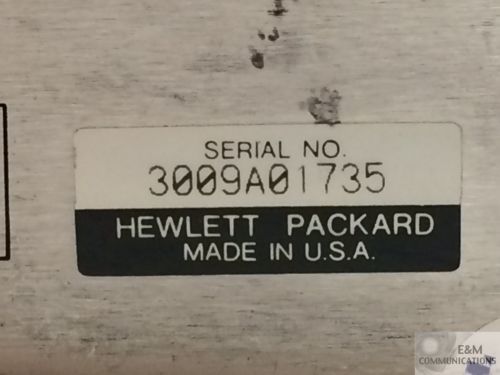 SERIAL NO.
3009A01735
HEWLETT PACKARD
MADE IN U.S.A.
E&M
COMMUNICATIONS